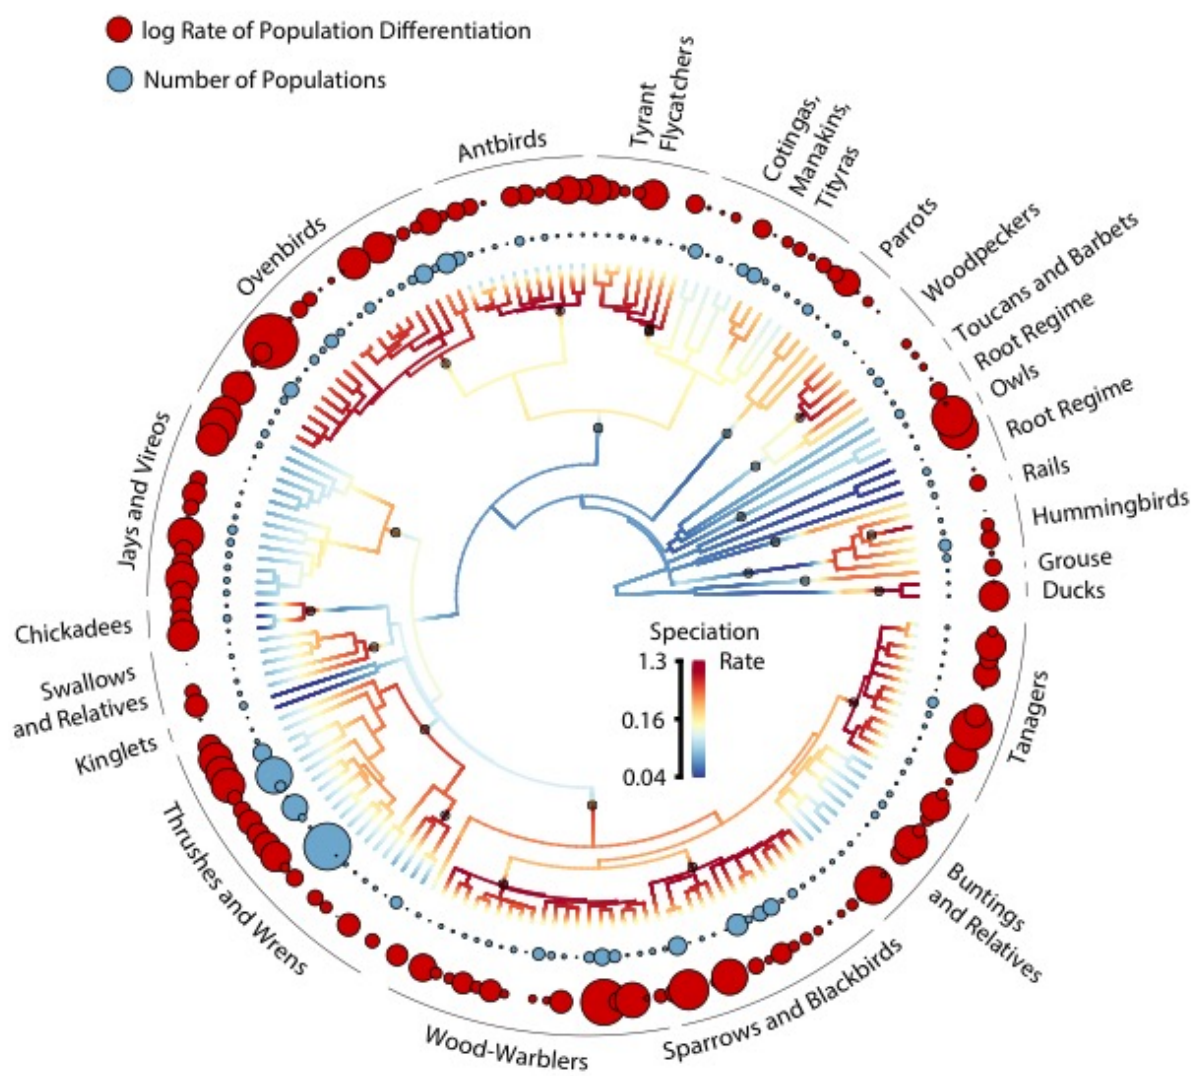 log Rate of Population Differentiation
Number of Populations
Tyrant
Flycatchers
Cotingas,
Manakins,
Tityras
Parrots
Woodpeckers
Toucans and Barbets
Root Regime
Owls
Root Regime
Rails
Hummingbirds
Grouse
Ducks
Tanagers
Buntings
and Relatives
Sparrows and Blackbirds
Wood-Warblers
Thrushes and Wrens
Kinglets
Swallows
and Relatives
Chickadees
Jays and Vireos
Ovenbirds
Antbirds
Speciation
Rate
1.3
0.16
0.04